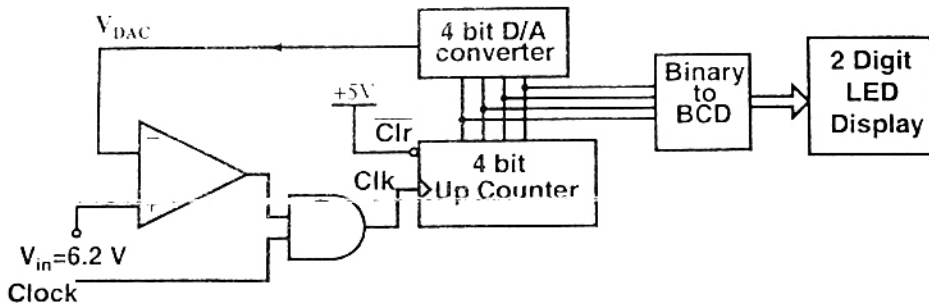 V_DAC
4 bit D/A
converter
+5V
Clr
Clk
4 bit
Up Counter
Binary
to
BCD
2 Digit
LED
Display
−
+
V_in=6.2 V
Clock